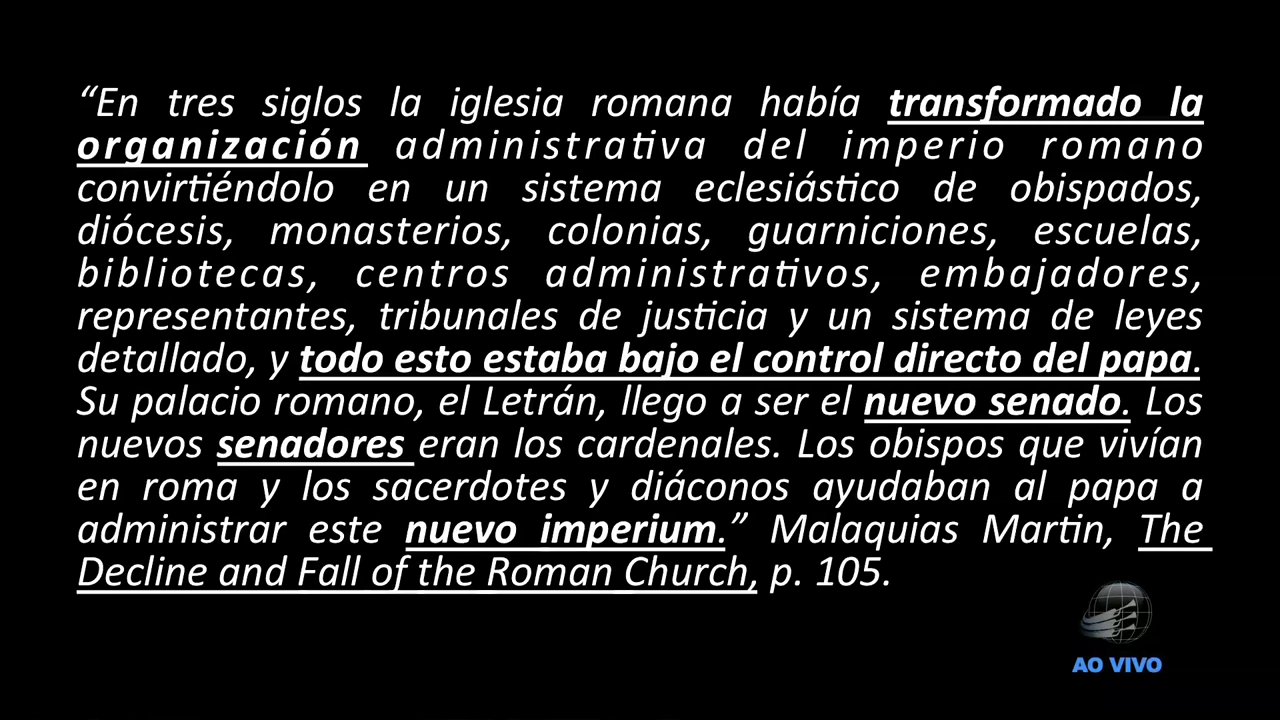 “En tres siglos la iglesia romana había transformado la
organización administrativa del imperio romano
convirtiéndolo en un sistema eclesiástico de obispados,
diócesis, monasterios, colonias, guarniciones, escuelas,
bibliotecas, centros administrativos, embajadores,
representantes, tribunales de justicia y un sistema de leyes
detallado, y todo esto estaba bajo el control directo del papa.
Su palacio romano, el Letrán, llego a ser el nuevo senado. Los
nuevos senadores eran los cardenales. Los obispos que vivían
en roma y los sacerdotes y diáconos ayudaban al papa a
administrar este nuevo imperium.” Malaquias Martin, The
Decline and Fall of the Roman Church, p. 105.
AO VIVO